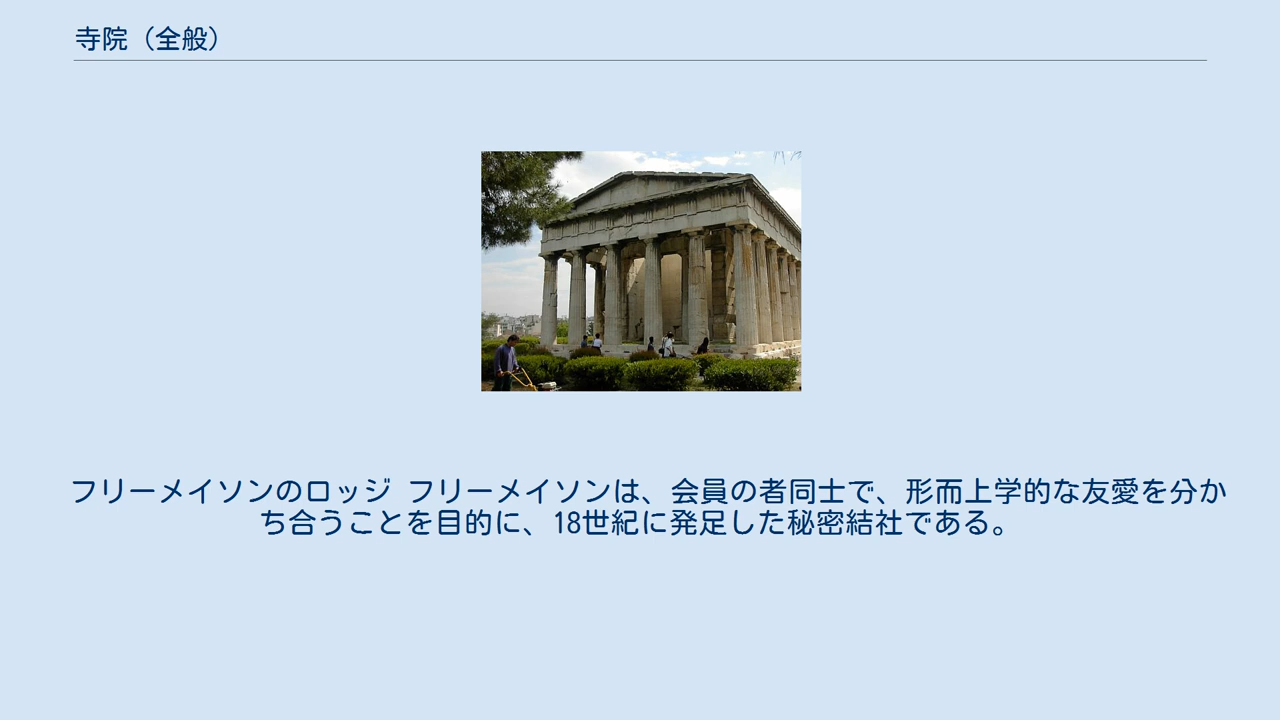 寺院（全般）
フリーメイソンのロッジ フリーメイソンは、会員の者同士で、形而上学的な友愛を分か
ち合うことを目的に、18世紀に発足した秘密結社である。